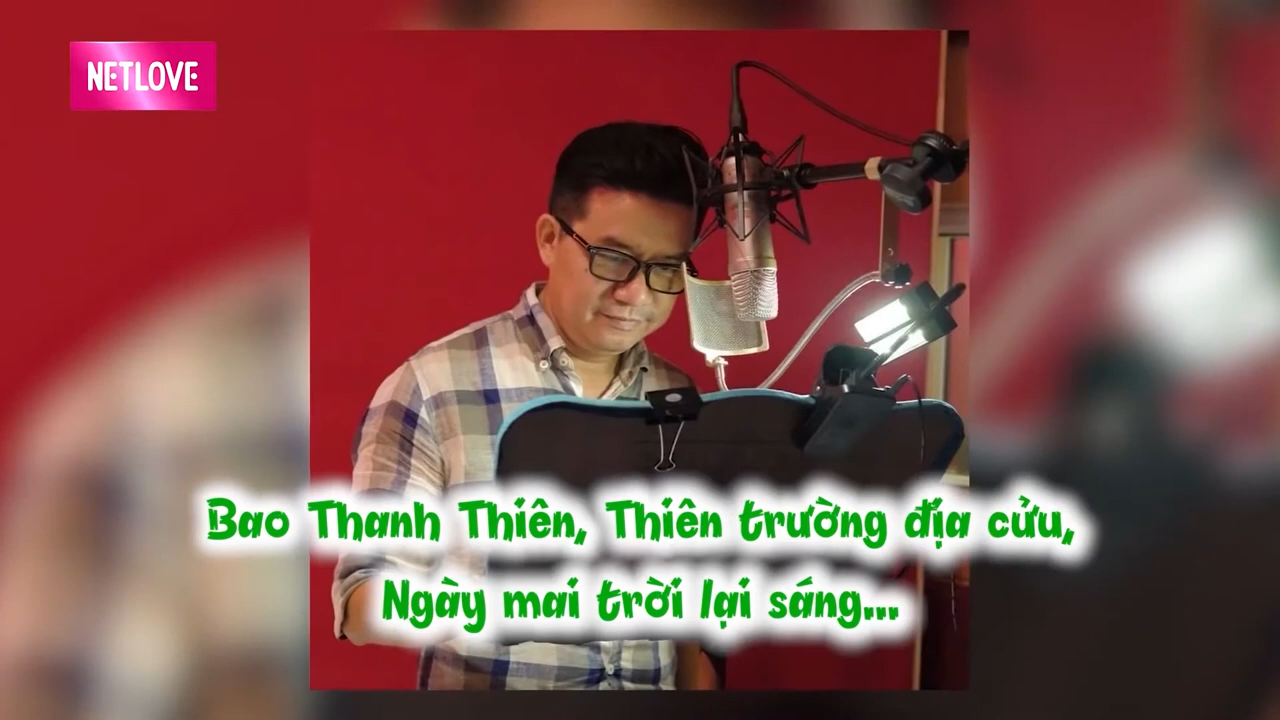 NETLOVE
Bao Thanh Thiên, Thiên trường địa cửu,
Ngày mai trời lại sáng...